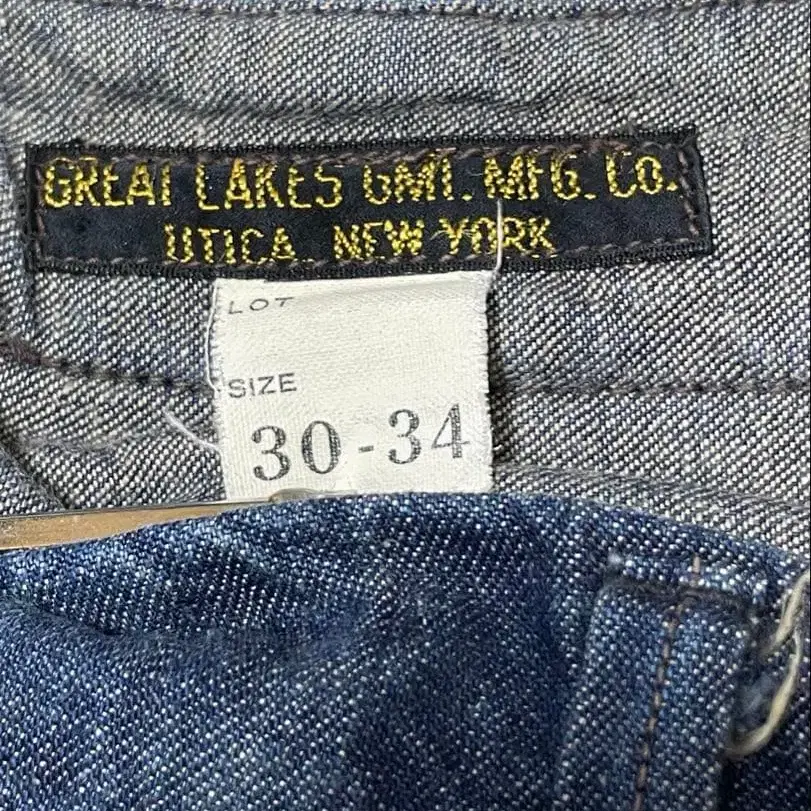 GREAT LAKES GMT. MFG. CO.
UTICA, NEW YORK
LOT
SIZE
30-34